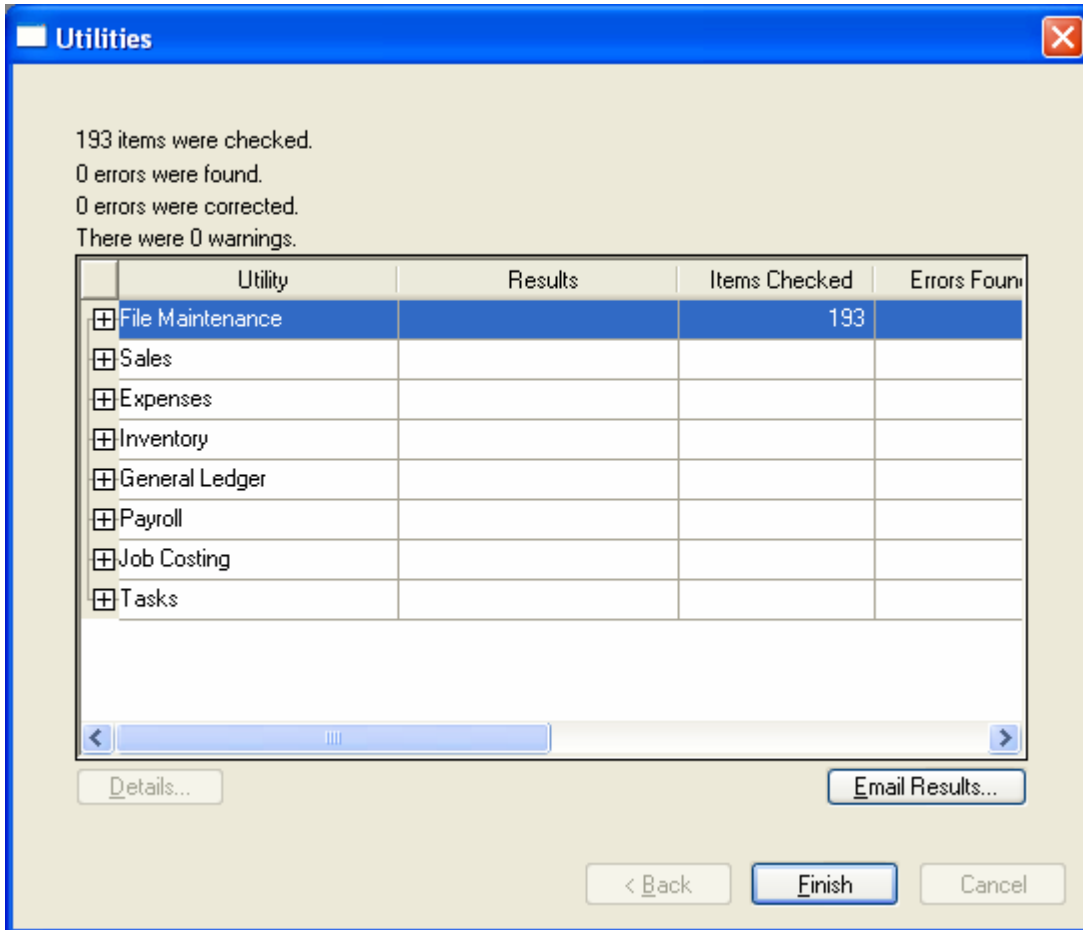 Utilities
193 items were checked.
0 errors were found.
0 errors were corrected.
There were 0 warnings.
Utility Results Items Checked Errors Foun
File Maintenance 193
Sales
Expenses
Inventory
General Ledger
Payroll
Job Costing
Tasks
Details... Email Results...
< Back Finish Cancel